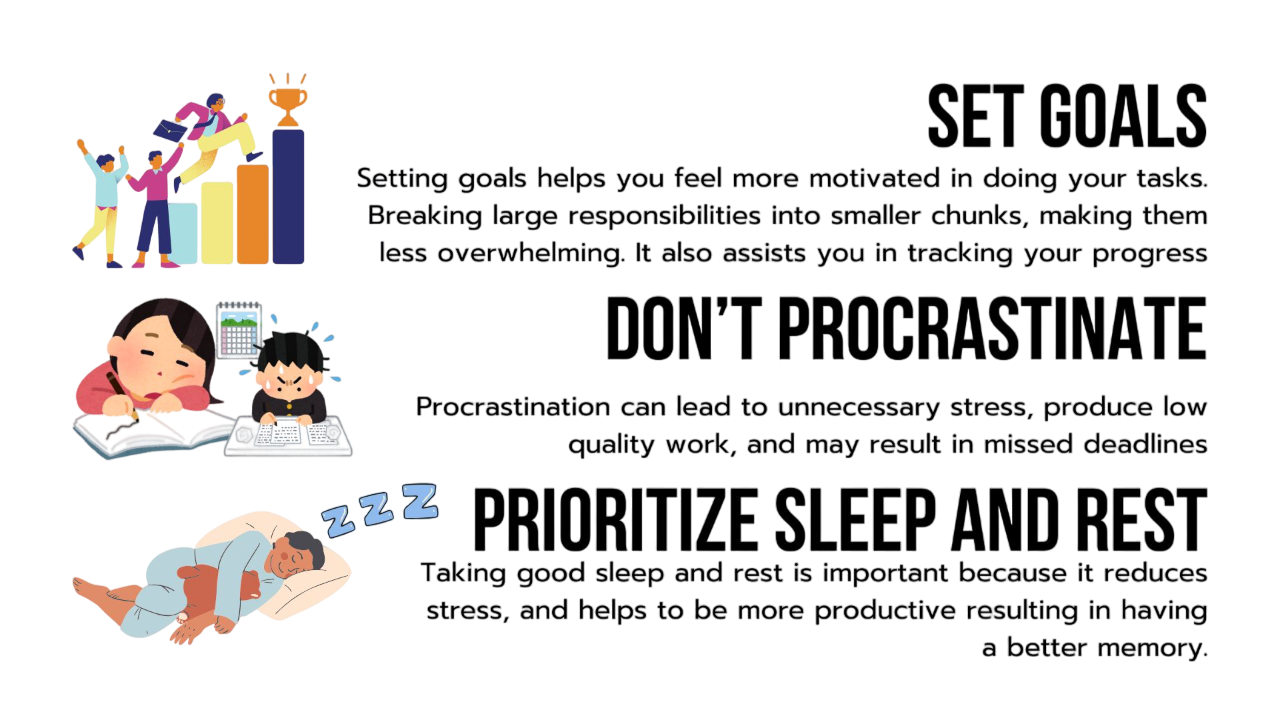 SET GOALS
Setting goals helps you feel more motivated in doing your tasks.
Breaking large responsibilities into smaller chunks, making them
less overwhelming. It also assists you in tracking your progress
DON'T PROCRASTINATE
Procrastination can lead to unnecessary stress, produce low
quality work, and may result in missed deadlines
Z Z Z
PRIORITIZE SLEEP AND REST
Taking good sleep and rest is important because it reduces
stress, and helps to be more productive resulting in having
a better memory.